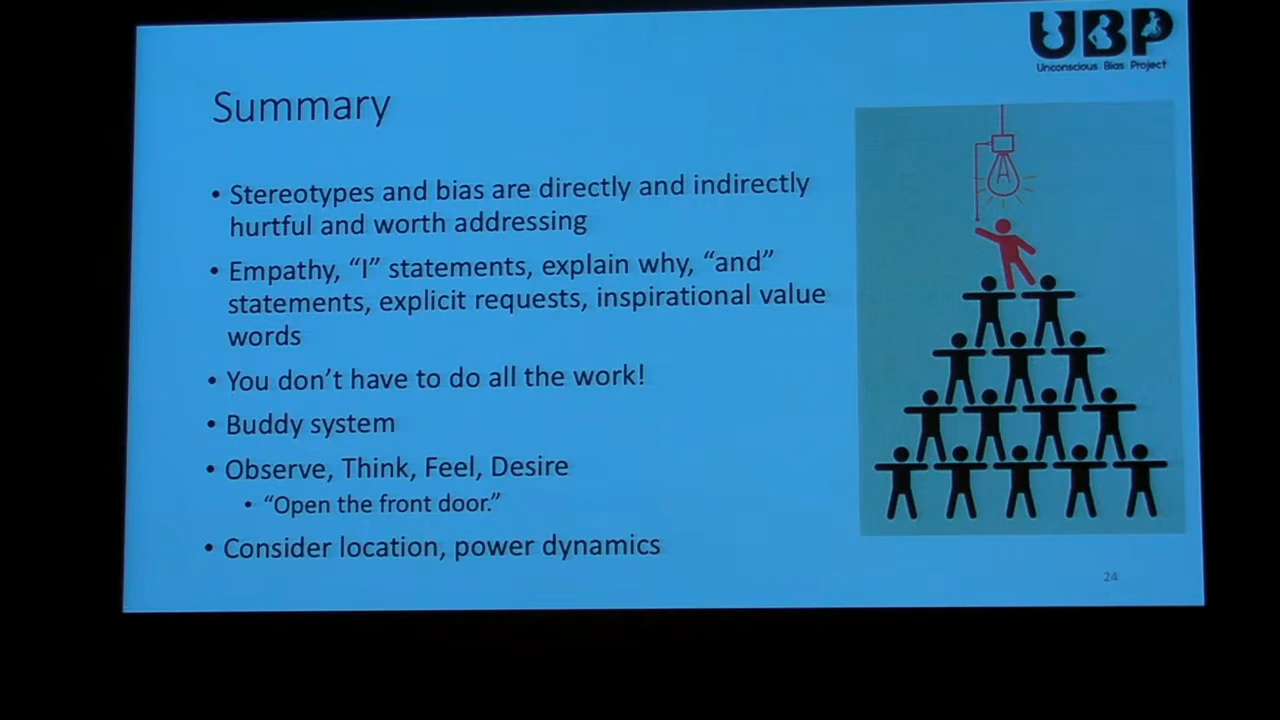 UBP
Unconscious Bias Project
Summary
• Stereotypes and bias are directly and indirectly
hurtful and worth addressing
• Empathy, “I” statements, explain why, “and”
statements, explicit requests, inspirational value
words
• You don’t have to do all the work!
• Buddy system
• Observe, Think, Feel, Desire
• “Open the front door.”
• Consider location, power dynamics
24